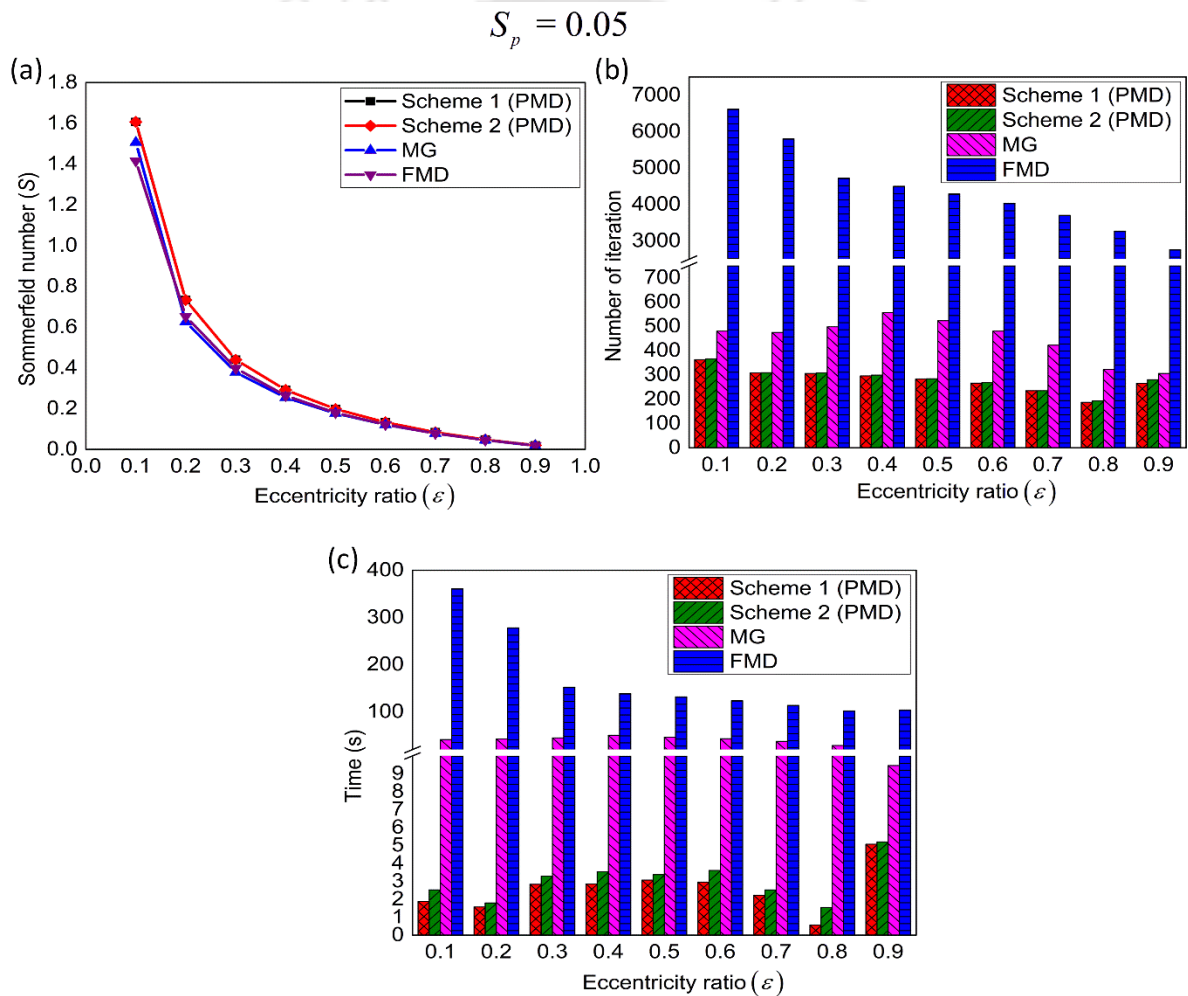 S_p = 0.05
(a)
Sommerfeld number (S)
1.8
1.6
1.4
1.2
1.0
0.8
0.6
0.4
0.2
0.0
Scheme 1 (PMD)
Scheme 2 (PMD)
MG
FMD
0.0 0.1 0.2 0.3 0.4 0.5 0.6 0.7 0.8 0.9 1.0
Eccentricity ratio (ε)
(b)
Number of iteration
7000
6000
5000
4000
3000
700
600
500
400
300
200
100
0
Scheme 1 (PMD)
Scheme 2 (PMD)
MG
FMD
0.1 0.2 0.3 0.4 0.5 0.6 0.7 0.8 0.9
Eccentricity ratio (ε)
(c)
Time (s)
400
300
200
100
9
8
7
6
5
4
3
2
1
0
Scheme 1 (PMD)
Scheme 2 (PMD)
MG
FMD
0.1 0.2 0.3 0.4 0.5 0.6 0.7 0.8 0.9
Eccentricity ratio (ε)